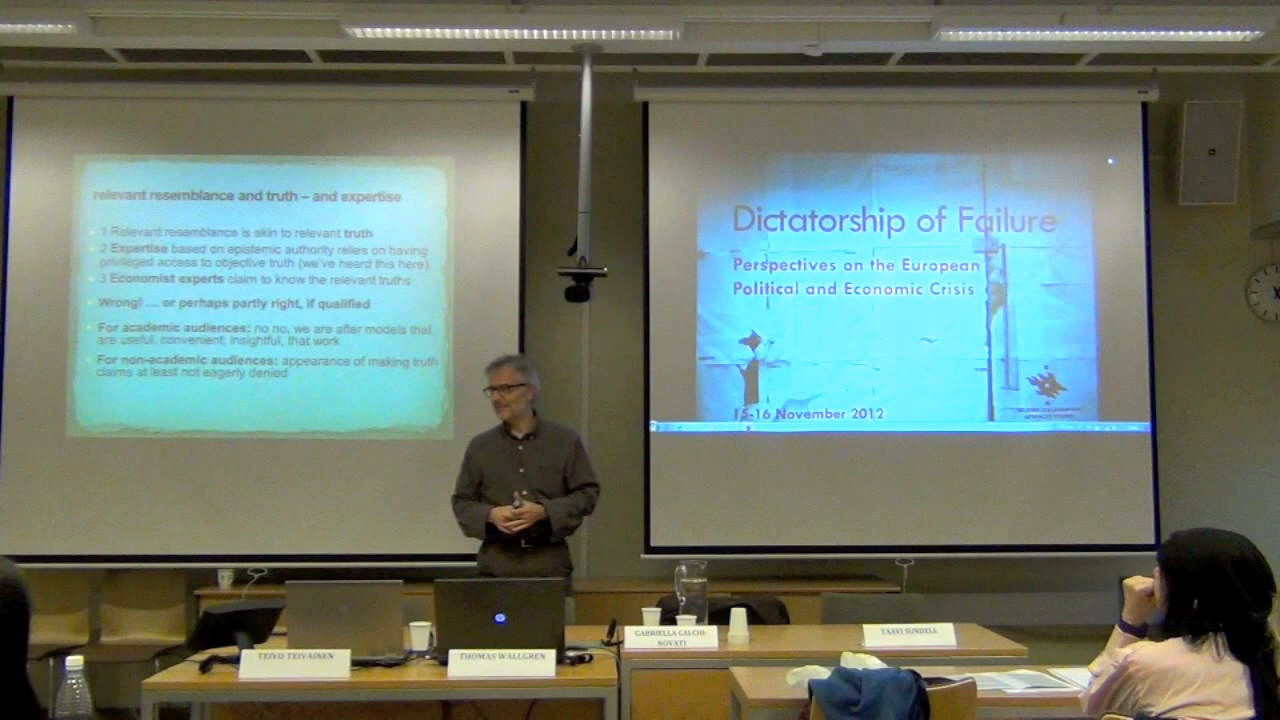 relevant resemblance and truth – and expertise
1 Relevant resemblance is akin to relevant truth
2 Expertise based on epistemic authority relies on having
privileged access to objective truth (we've heard this here)
3 Economist experts claim to know the relevant truths
Wrong! … or perhaps partly right, if qualified
For academic audiences: no no, we are after models that
are useful, convenient, insightful, that work
For non-academic audiences: appearance of making truth
claims at least not eagerly denied
Dictatorship of Failure
Perspectives on the European
Political and Economic Crisis
15-16 November 2012
TEIVO TEIVAINEN
THOMAS WALLGREN
GABRIELLA CALCHI-
NOVATI
TAAVI SUNDELL